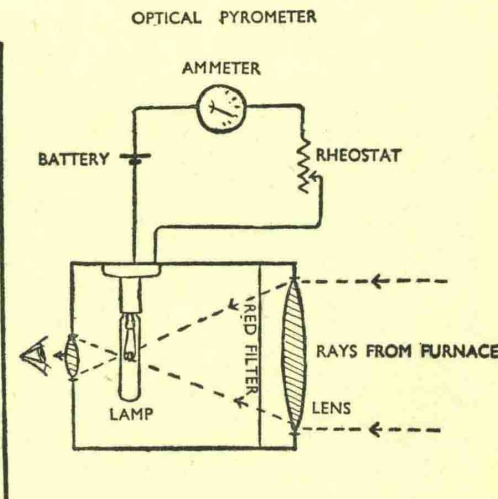 OPTICAL PYROMETER
AMMETER
BATTERY
RHEOSTAT
RED FILTER
RAYS FROM FURNACE
LENS
LAMP